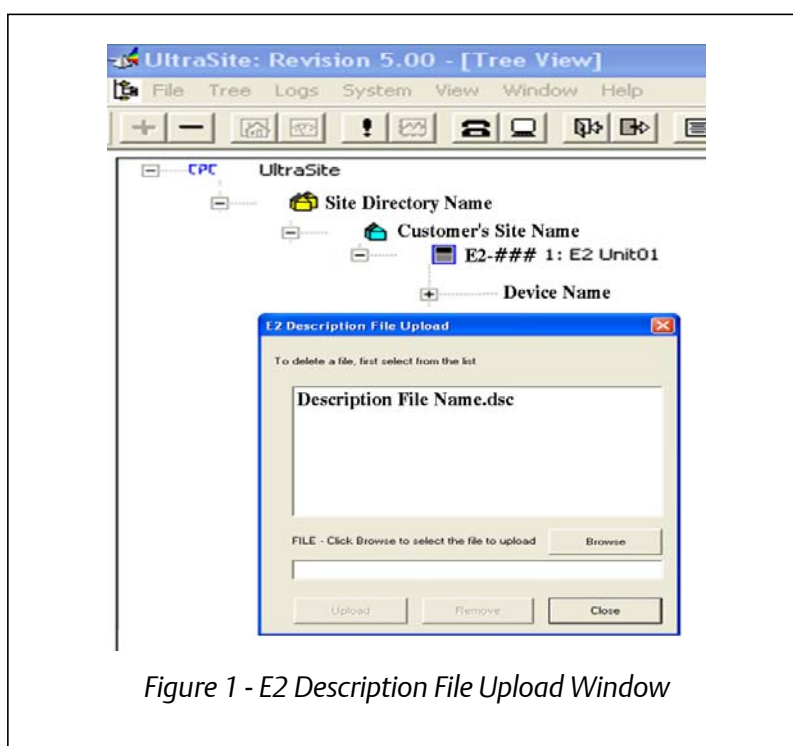 UltraSite: Revision 5.00 - [Tree View]
File Tree Logs System View Window Help
CPC UltraSite
Site Directory Name
Customer's Site Name
E2-### 1: E2 Unit01
Device Name
E2 Description File Upload
To delete a file, first select from the list
Description File Name.dsc
FILE - Click Browse to select the file to upload Browse
Upload Remove Close
Figure 1 - E2 Description File Upload Window